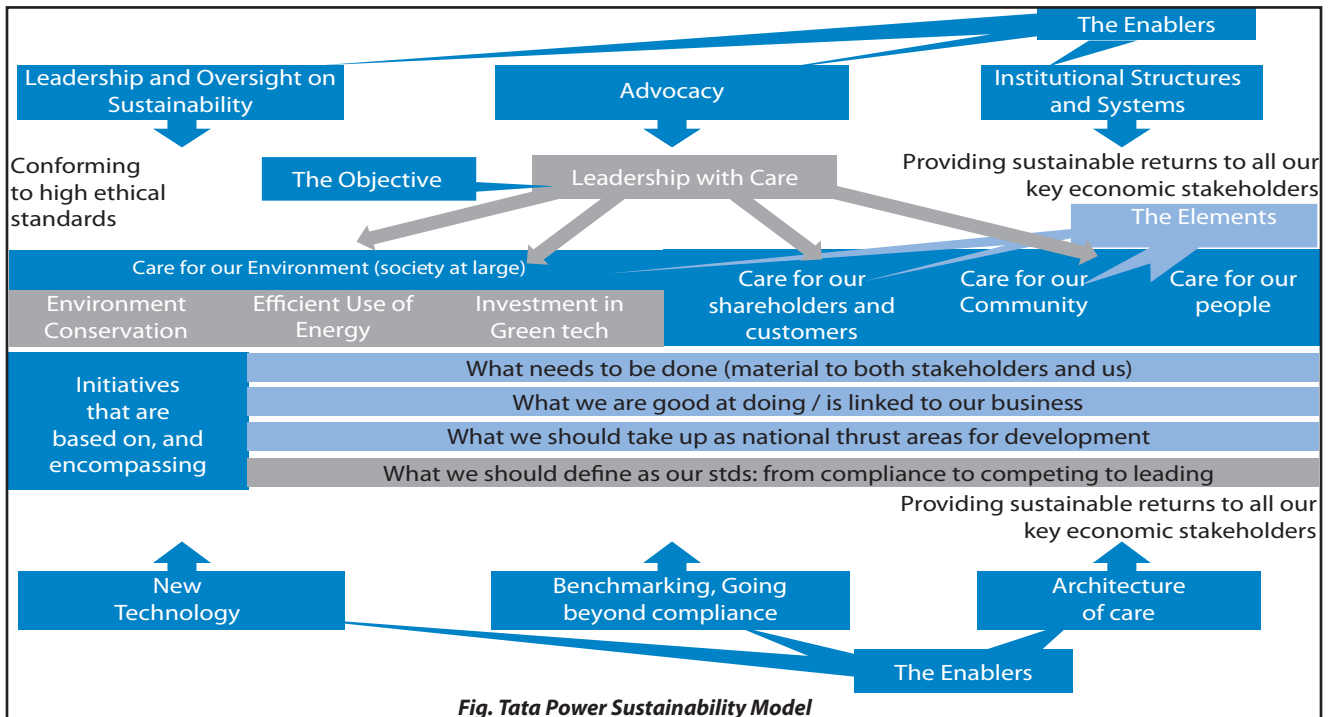 The Enablers
Leadership and Oversight on
Sustainability
Advocacy
Institutional Structures
and Systems
Conforming
to high ethical
standards
The Objective
Leadership with Care
Providing sustainable returns to all our
key economic stakeholders
The Elements
Care for our Environment (society at large)
Environment
Conservation
Efficient Use of
Energy
Investment in
Green tech
Care for our
shareholders and
customers
Care for our
Community
Care for our
people
Initiatives
that are
based on, and
encompassing
What needs to be done (material to both stakeholders and us)
What we are good at doing / is linked to our business
What we should take up as national thrust areas for development
What we should define as our stds: from compliance to competing to leading
Providing sustainable returns to all our
key economic stakeholders
New
Technology
Benchmarking, Going
beyond compliance
Architecture
of care
The Enablers
Fig. Tata Power Sustainability Model